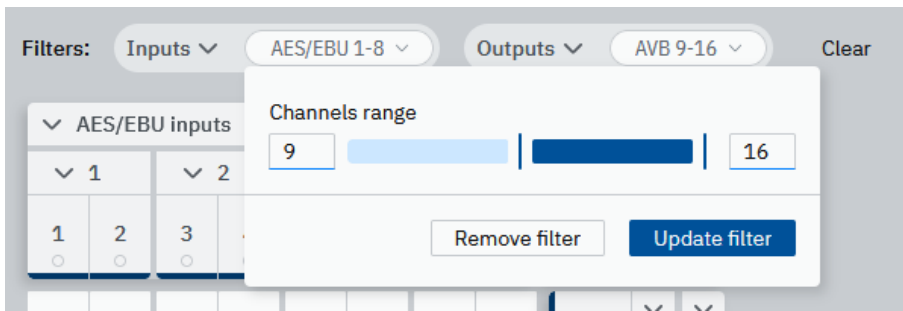 Filters: Inputs AES/EBU 1-8 Outputs AVB 9-16 Clear
Channels range
AES/EBU inputs
9 16
1 2
1 2 3
Remove filter Update filter